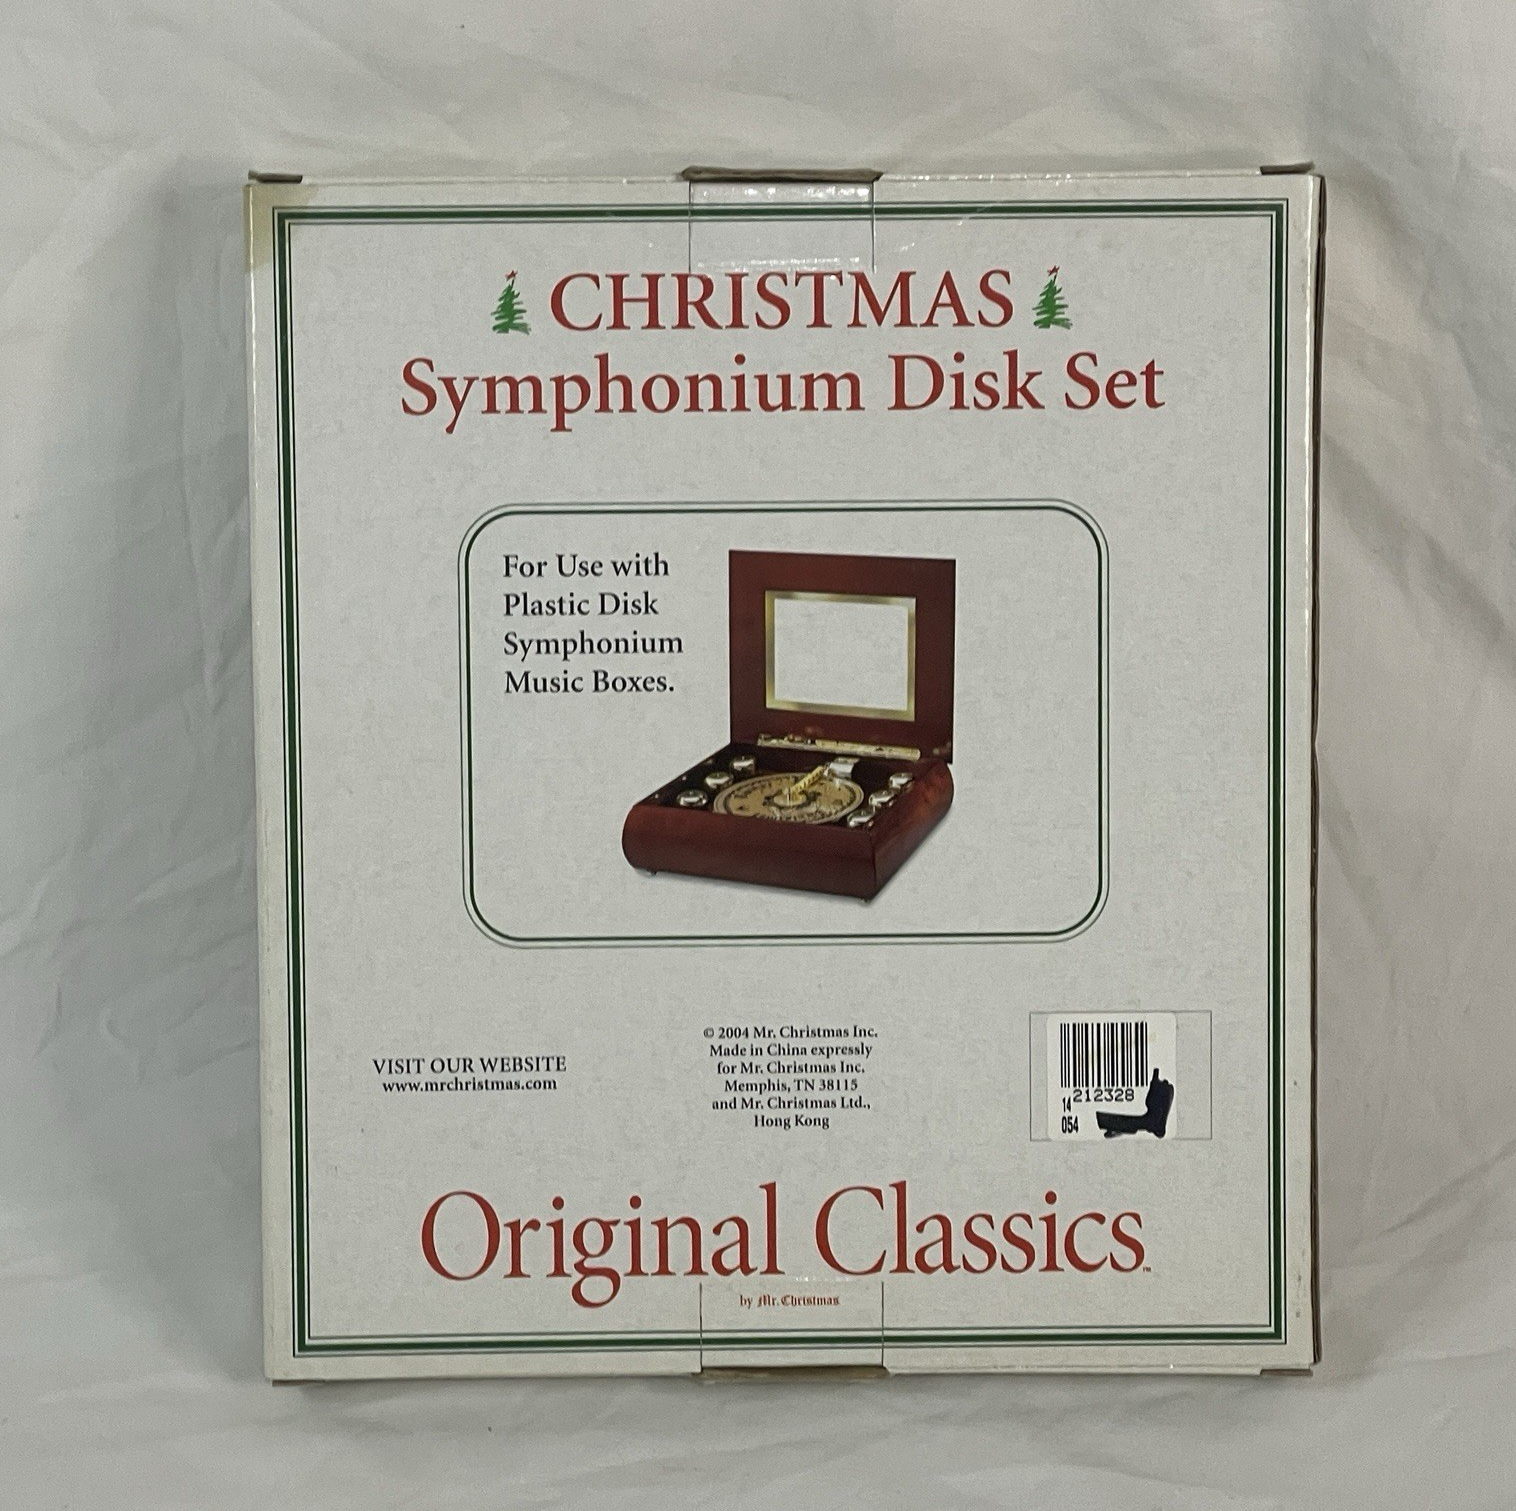 CHRISTMAS
Symphonium Disk Set
For Use with
Plastic Disk
Symphonium
Music Boxes.
VISIT OUR WEBSITE
www.mrchristmas.com
© 2004 Mr. Christmas Inc.
Made in China expressly
for Mr. Christmas Inc.
Memphis, TN 38115
and Mr. Christmas Ltd.,
Hong Kong
212328
14
054
Original Classics™
by Mr. Christmas